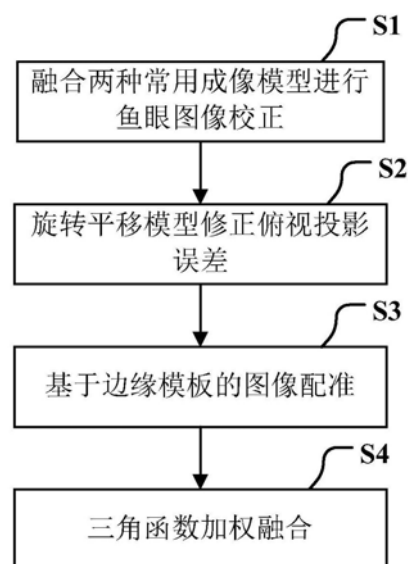 S1
融合两种常用成像模型进行
鱼眼图像校正
S2
旋转平移模型修正俯视投影
误差
S3
基于边缘模板的图像配准
S4
三角函数加权融合